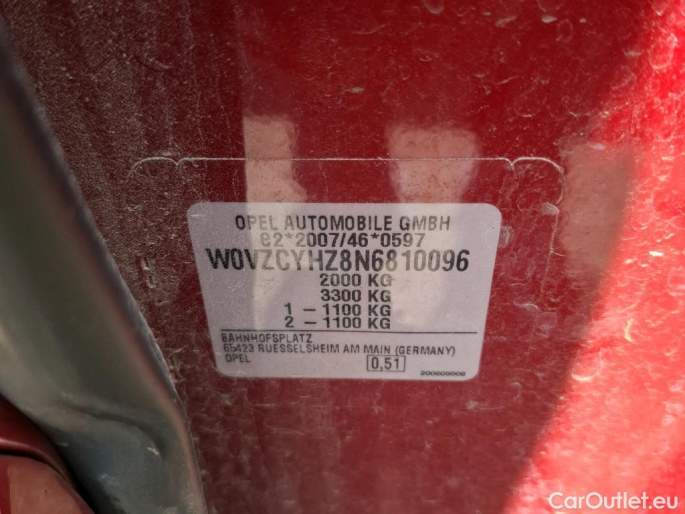 OPEL AUTOMOBILE GMBH
e2*2007/46*0597
W0VZCYHZ8N6810096
2000 KG
3300 KG
1 – 1100 KG
2 – 1100 KG
BAHNHOFSPLATZ
65423 RUESSELSHEIM AM MAIN (GERMANY)
OPEL
0,51
CarOutlet.eu